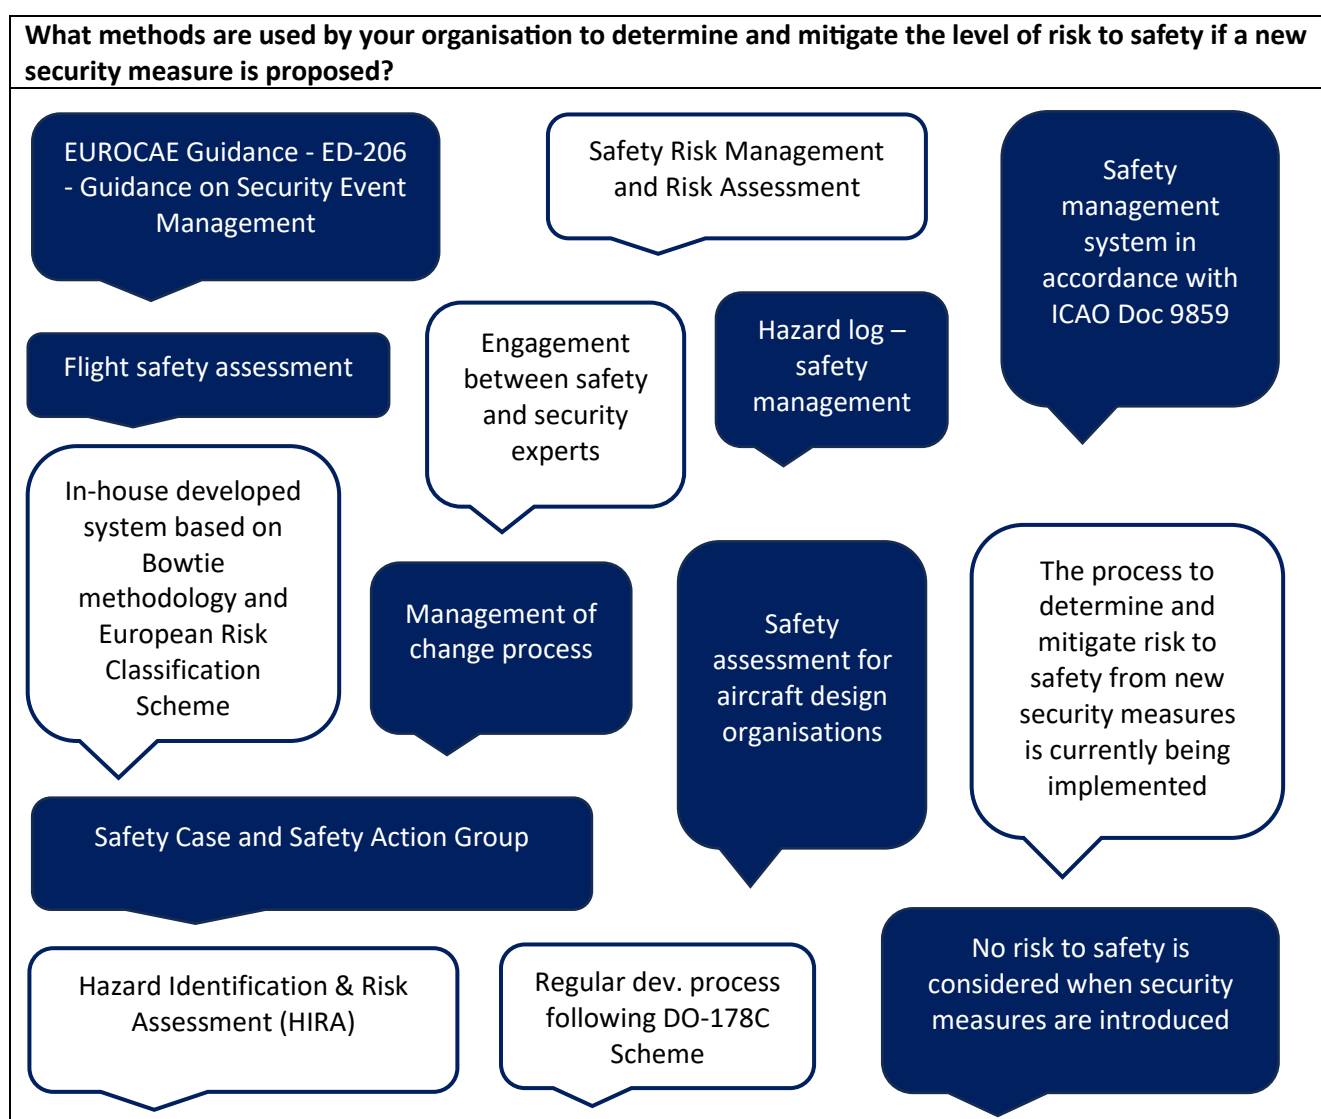 What methods are used by your organisation to determine and mitigate the level of risk to safety if a new
security measure is proposed?
EUROCAE Guidance - ED-206
- Guidance on Security Event
Management
Safety Risk Management
and Risk Assessment
Safety
management
system in
accordance with
ICAO Doc 9859
Flight safety assessment
Engagement
between safety
and security
experts
Hazard log –
safety
management
In-house developed
system based on
Bowtie
methodology and
European Risk
Classification
Scheme
Management of
change process
Safety
assessment for
aircraft design
organisations
The process to
determine and
mitigate risk to
safety from new
security measures
is currently being
implemented
Safety Case and Safety Action Group
Hazard Identification & Risk
Assessment (HIRA)
Regular dev. process
following DO-178C
Scheme
No risk to safety is
considered when security
measures are introduced